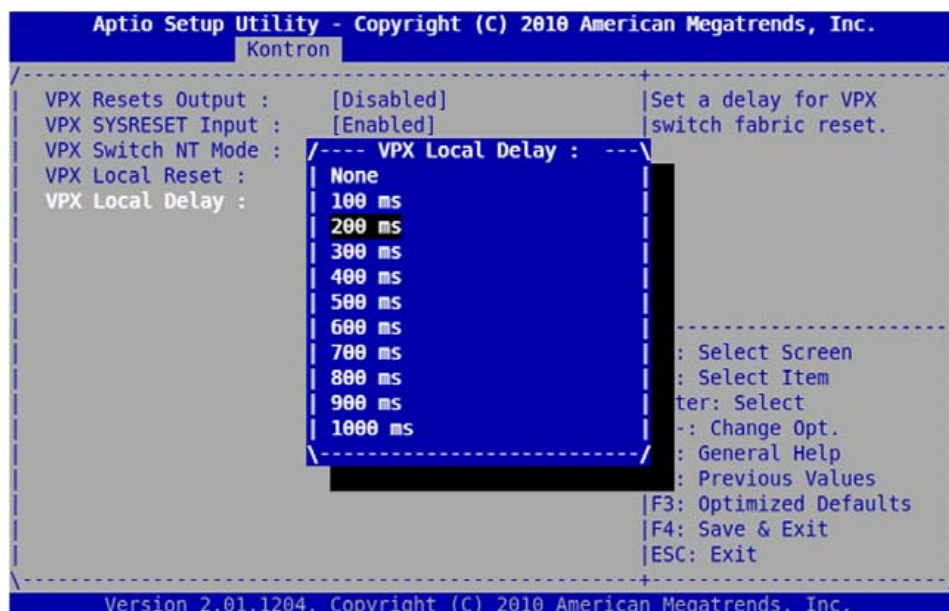 Aptio Setup Utility - Copyright (C) 2010 American Megatrends, Inc.
Kontron
VPX Resets Output : [Disabled]
VPX SYSRESET Input : [Enabled]
VPX Switch NT Mode :
VPX Local Reset :
VPX Local Delay :
Set a delay for VPX
switch fabric reset.
VPX Local Delay :
None
100 ms
200 ms
300 ms
400 ms
500 ms
600 ms
700 ms
800 ms
900 ms
1000 ms
: Select Screen
: Select Item
ter: Select
-: Change Opt.
: General Help
: Previous Values
F3: Optimized Defaults
F4: Save & Exit
ESC: Exit
Version 2.01.1204. Copyright (C) 2010 American Megatrends, Inc.